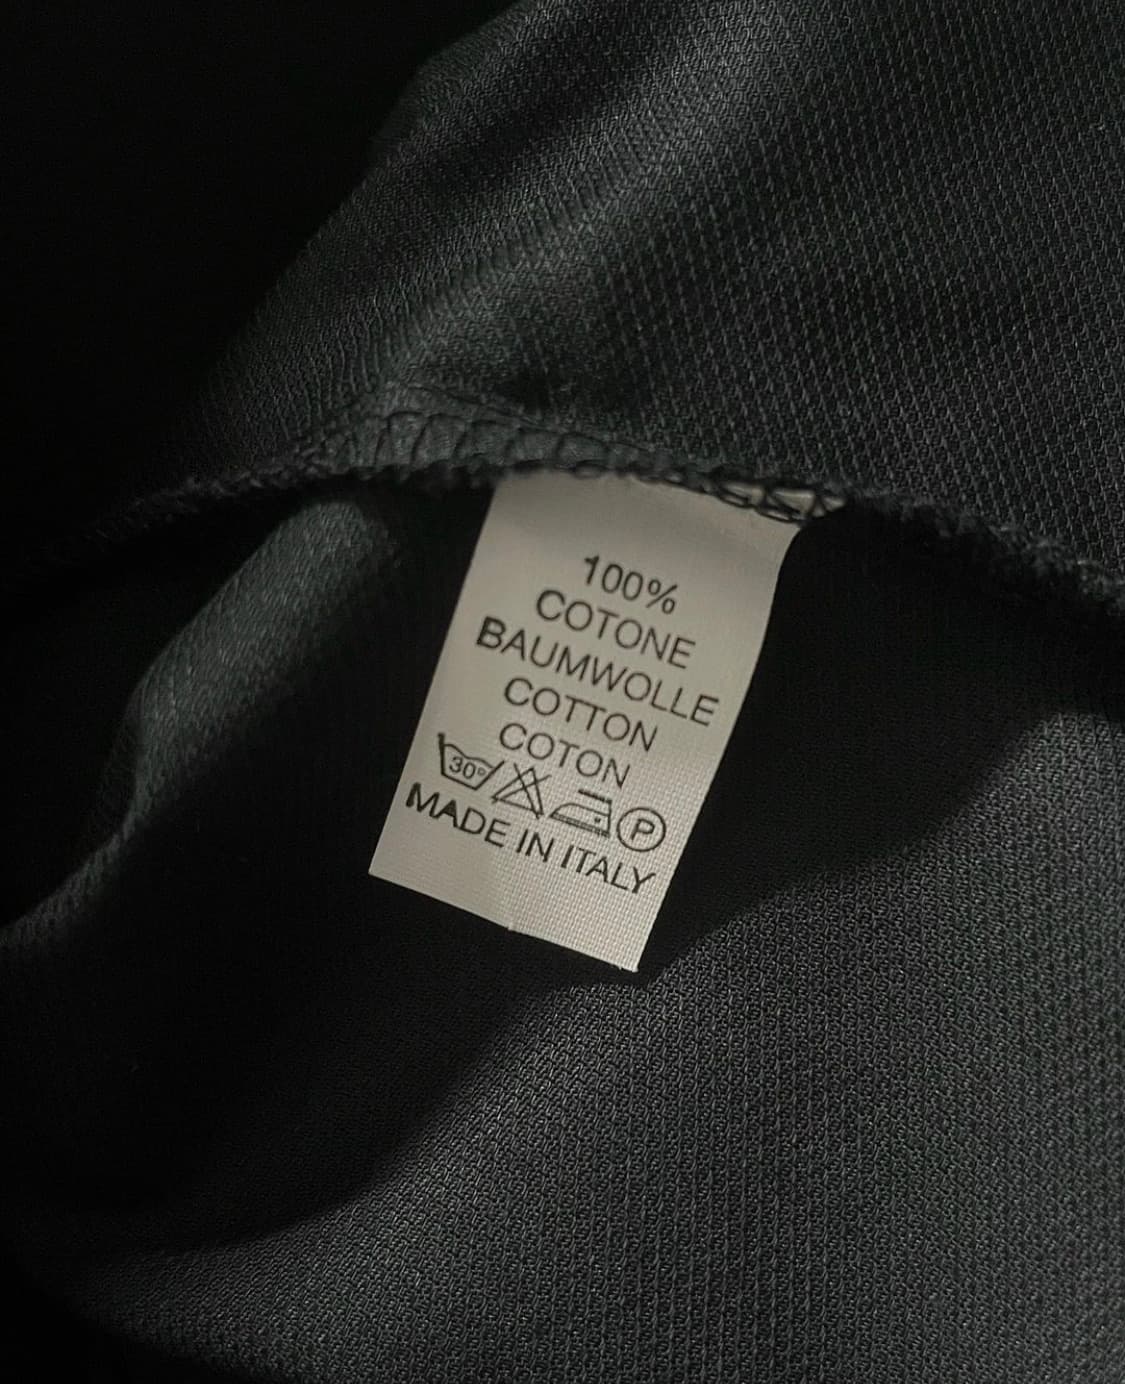 100%
COTONE
BAUMWOLLE
COTTON
COTON
30° P
MADE IN ITALY